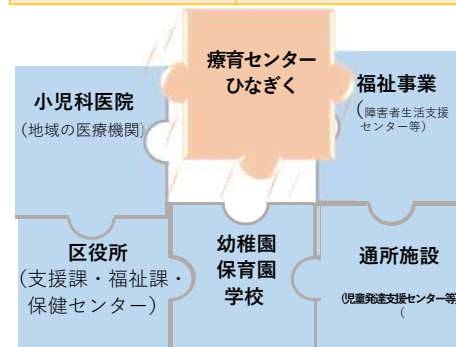 療育センター
ひなぎく
小児科医院
(地域の医療機関)
福祉事業
(障害者生活支援
センター等)
区役所
(支援課・福祉課・
保健センター)
幼稚園
保育園
学校
通所施設
(児童発達支援センター等)
(